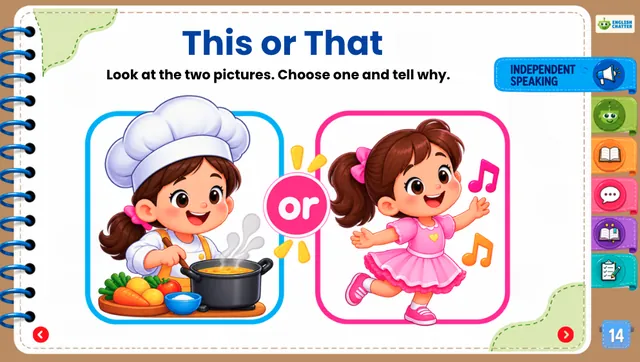 This or That
Look at the two pictures. Choose one and tell why.
ENGLISH
CHATTER
INDEPENDENT
SPEAKING
or
14